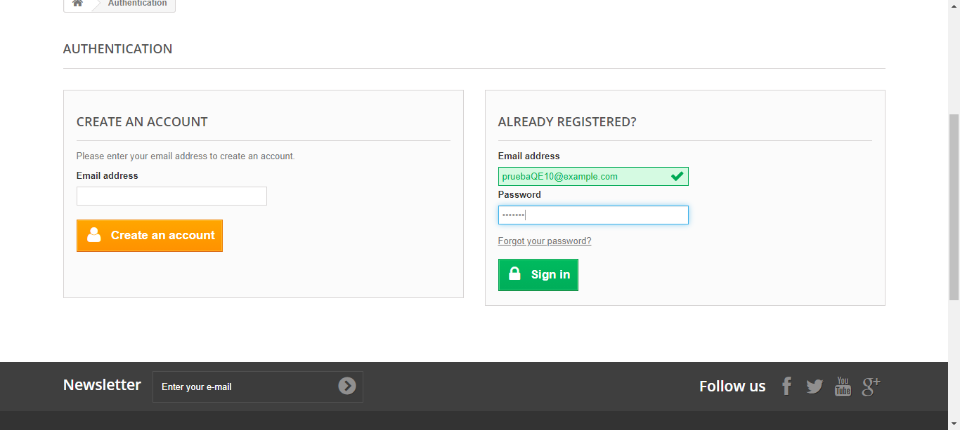 Authentication
AUTHENTICATION
CREATE AN ACCOUNT
Please enter your email address to create an account.
Email address
Create an account
ALREADY REGISTERED?
Email address
pruebaQE10@example.com
Password
•••••••
Forgot your password?
Sign in
Newsletter
Enter your e-mail
Follow us
You
Tube
g+